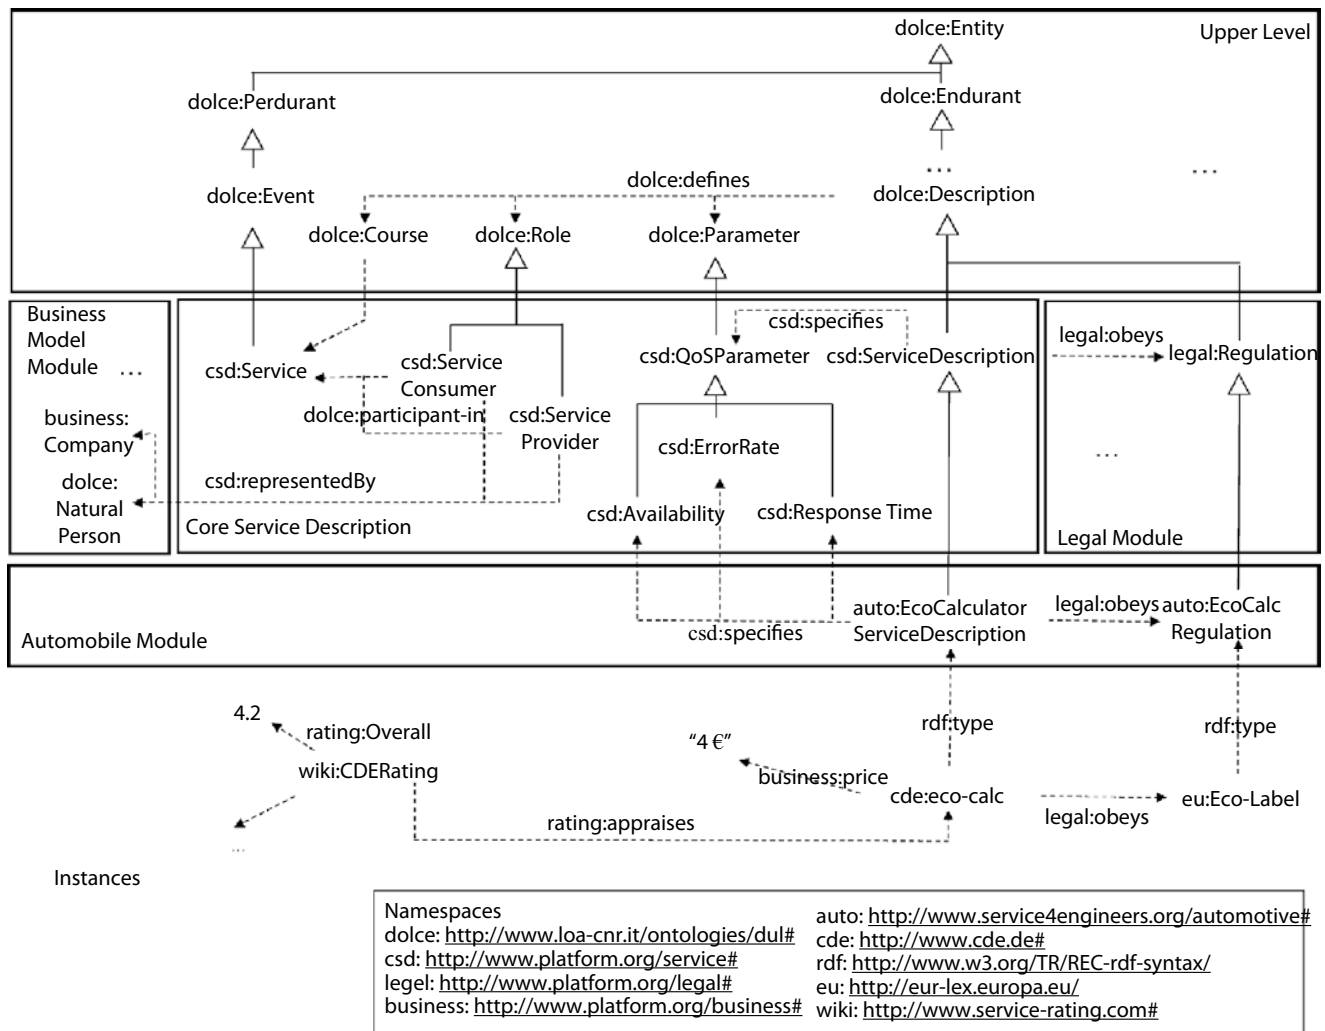 dolce:Entity
Upper Level
dolce:Perdurant
dolce:Endurant
...
...
dolce:defines
dolce:Event
dolce:Description
dolce:Course
dolce:Role
dolce:Parameter
Business
Model
Module ...
csd:specifies
csd:Service
csd:Service
Consumer
csd:QoSParameter
csd:ServiceDescription
legal:obeys
legal:Regulation
business:
Company
dolce:participant-in
csd:Service
Provider
csd:ErrorRate
...
dolce:
Natural
Person
csd:representedBy
csd:Availability
csd:Response Time
Core Service Description
Legal Module
Automobile Module
csd:specifies
auto:EcoCalculator
ServiceDescription
legal:obeys
auto:EcoCalc
Regulation
4.2
rating:Overall
wiki:CDERating
...
"4 €"
business:price
rdf:type
rdf:type
cde:eco-calc
legal:obeys
eu:Eco-Label
rating:appraises
Instances
Namespaces
dolce: http://www.loa-cnr.it/ontologies/dul#
csd: http://www.platform.org/service#
legel: http://www.platform.org/legal#
business: http://www.platform.org/business#
auto: http://www.service4engineers.org/automotive#
cde: http://www.cde.de#
rdf: http://www.w3.org/TR/REC-rdf-syntax/
eu: http://eur-lex.europa.eu/
wiki: http://www.service-rating.com#